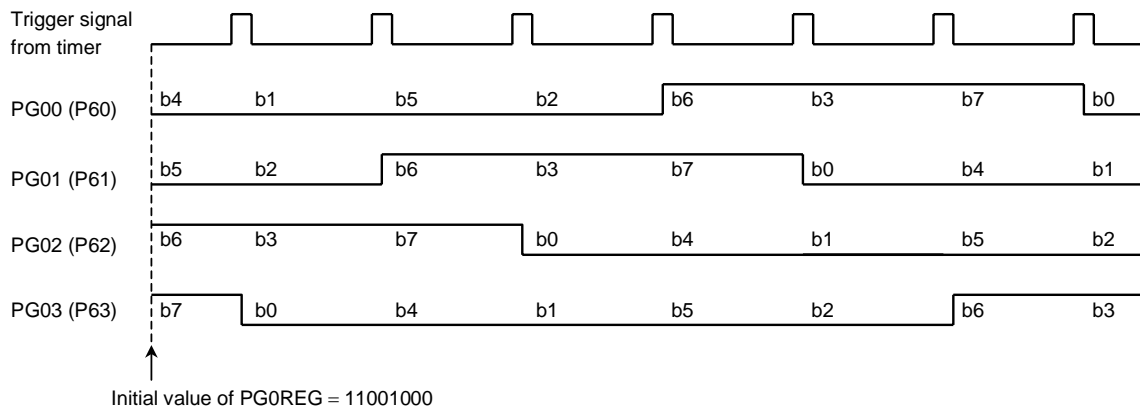 Trigger signal
from timer
PG00 (P60) b4 b1 b5 b2 b6 b3 b7 b0
PG01 (P61) b5 b2 b6 b3 b7 b0 b4 b1
PG02 (P62) b6 b3 b7 b0 b4 b1 b5 b2
PG03 (P63) b7 b0 b4 b1 b5 b2 b6 b3
Initial value of PG0REG = 11001000